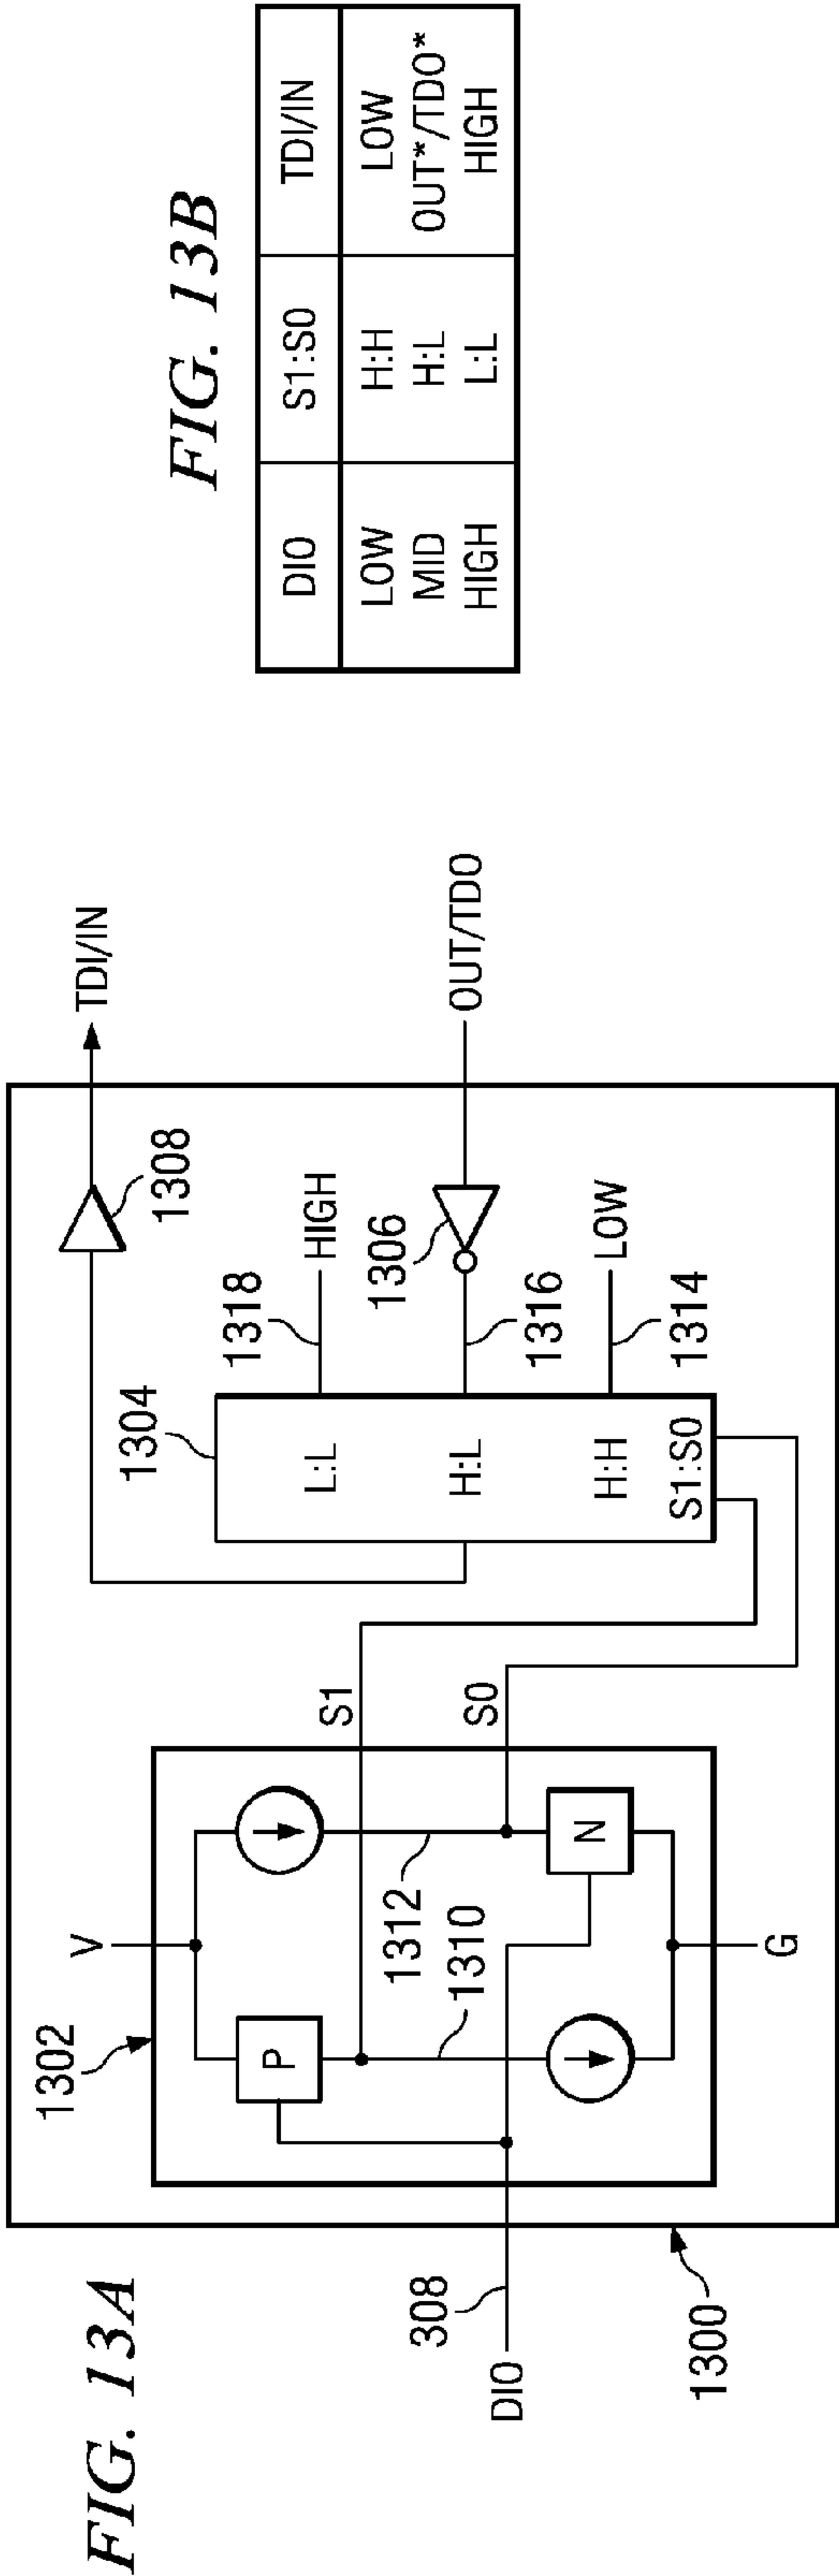 FIG. 13A
1302
V
P
N
1312
1310
G
S1
S0
DIO
308
1300
1304
L:L
H:L
H:H
S1:S0
1318
HIGH
1306
1316
LOW
1314
1308
TDI/IN
OUT/TDO
FIG. 13B
DIO S1:S0 TDI/IN
LOW H:H LOW
MID H:L OUT*/TDO*
HIGH L:L HIGH